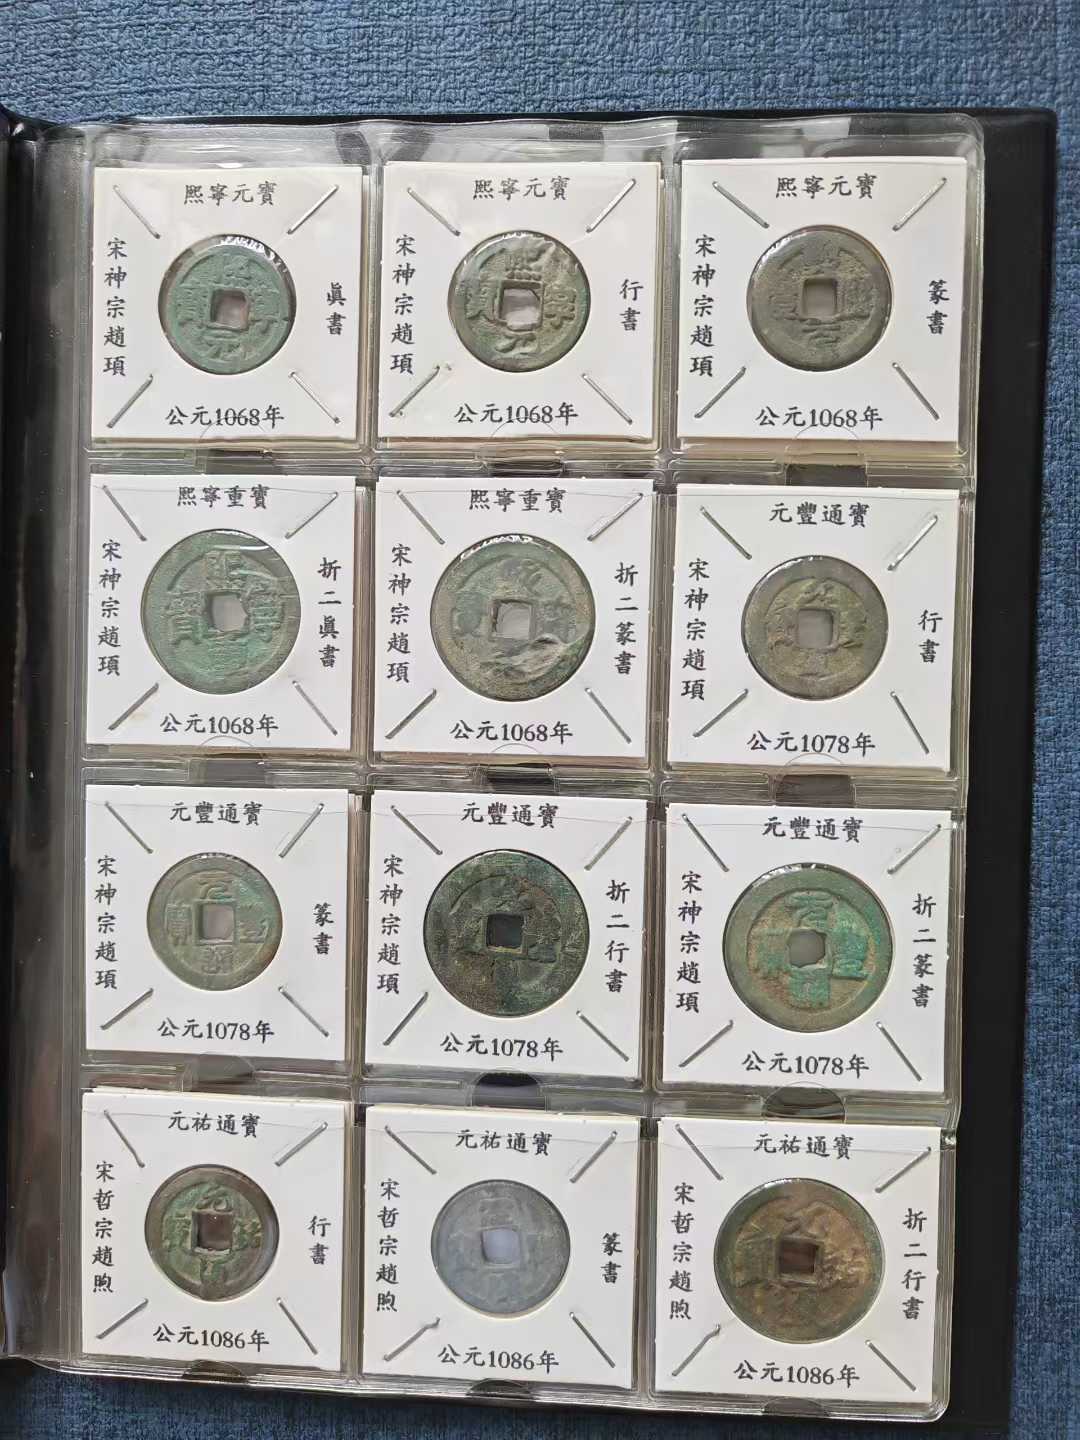 熙寧元寶
宋神宗趙頊
眞書
公元1068年
熙寧元寶
宋神宗趙頊
行書
公元1068年
熙寧元寶
宋神宗趙頊
篆書
公元1068年
熙寧重寶
宋神宗趙頊
折二眞書
公元1068年
熙寧重寶
宋神宗趙頊
折二篆書
公元1068年
元豐通寶
宋神宗趙頊
行書
公元1078年
元豐通寶
宋神宗趙頊
篆書
公元1078年
元豐通寶
宋神宗趙頊
折二行書
公元1078年
元豐通寶
宋神宗趙頊
折二篆書
公元1078年
元祐通寶
宋哲宗趙煦
行書
公元1086年
元祐通寶
宋哲宗趙煦
篆書
公元1086年
元祐通寶
宋哲宗趙煦
折二行書
公元1086年